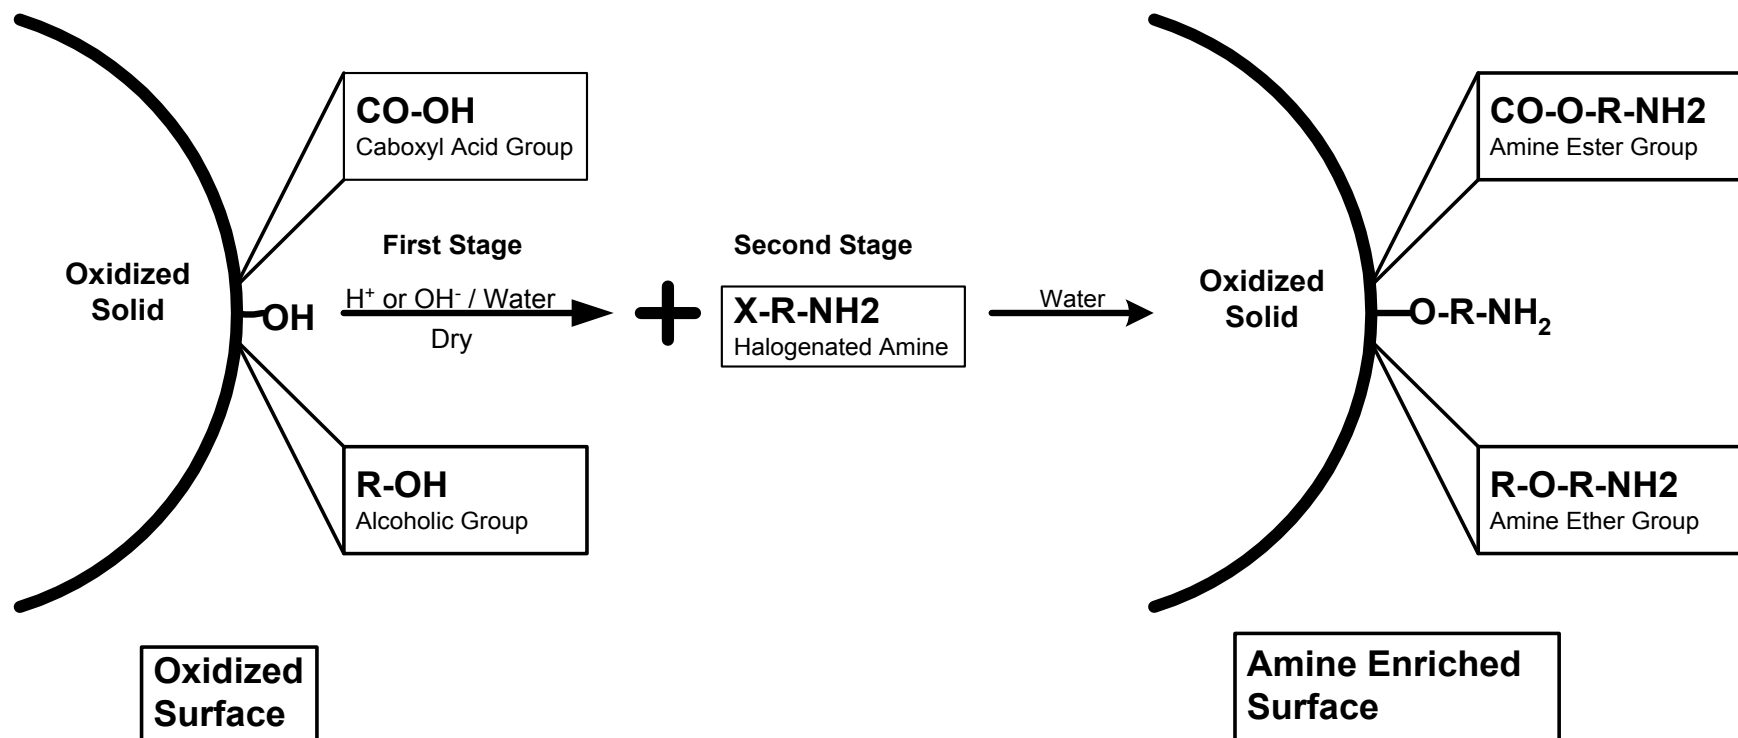 CO-OH
Caboxyl Acid Group
Oxidized
Solid
OH
R-OH
Alcoholic Group
First Stage
H⁺ or OH⁻ / Water
Dry
Second Stage
X-R-NH2
Halogenated Amine
Water
CO-O-R-NH2
Amine Ester Group
Oxidized
Solid
O-R-NH₂
R-O-R-NH2
Amine Ether Group
Oxidized
Surface
Amine Enriched
Surface